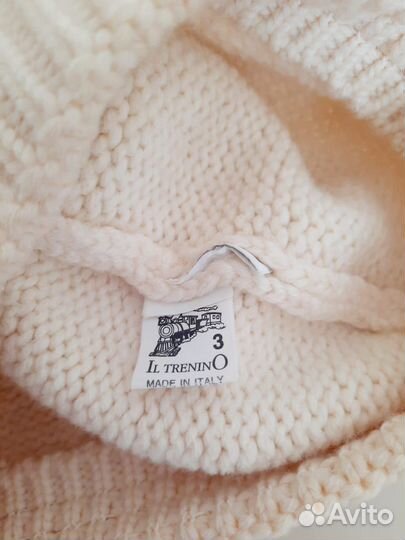 3
IL TRENINO
MADE IN ITALY
Avito